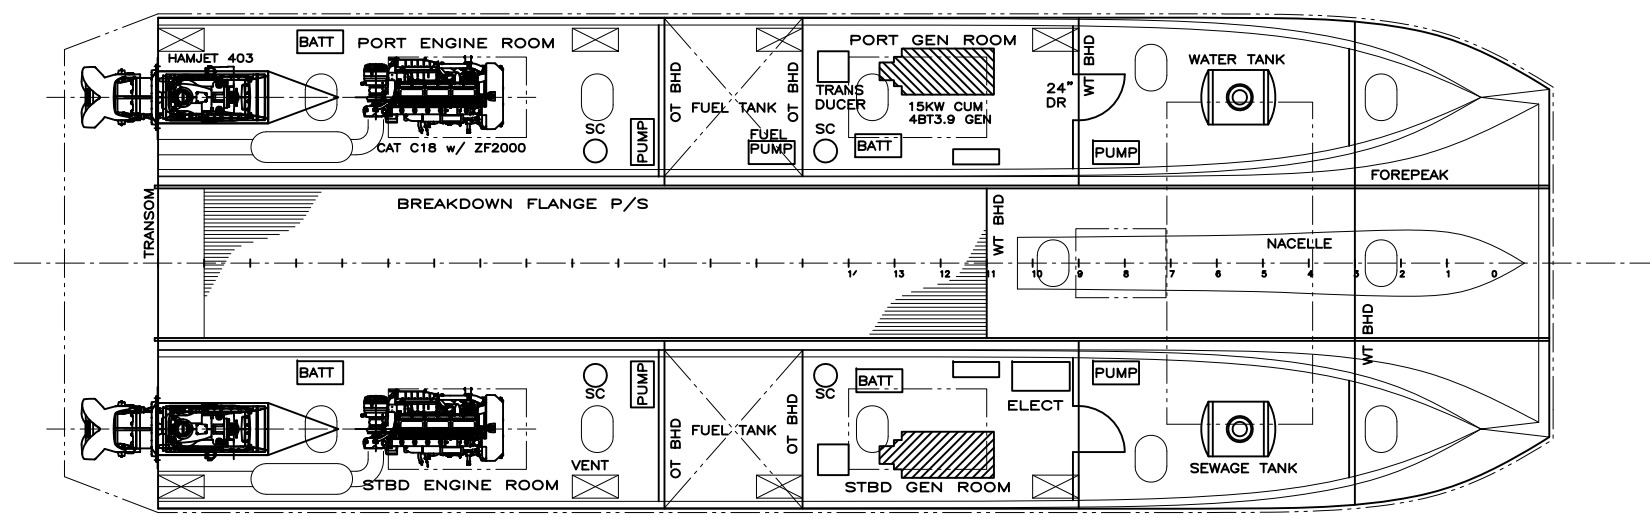 BATT
PORT ENGINE ROOM
HAMJET 403
OT BHD
FUEL TANK
OT BHD
PORT GEN ROOM
TRANS
DUCER
15KW CUM
4BT3.9 GEN
24"
DR
WT BHD
WATER TANK
SC
PUMP
CAT C18 w/ ZF2000
FUEL
PUMP
SC
BATT
PUMP
FOREPEAK
TRANSOM
BREAKDOWN FLANGE P/S
WT BHD
NACELLE
13 12 11 10 9 8 7 6 5 4 3 2 1 0
WT BHD
BATT
SC
PUMP
SC
BATT
ELECT
PUMP
OT BHD
FUEL TANK
OT BHD
VENT
STBD ENGINE ROOM
STBD GEN ROOM
SEWAGE TANK